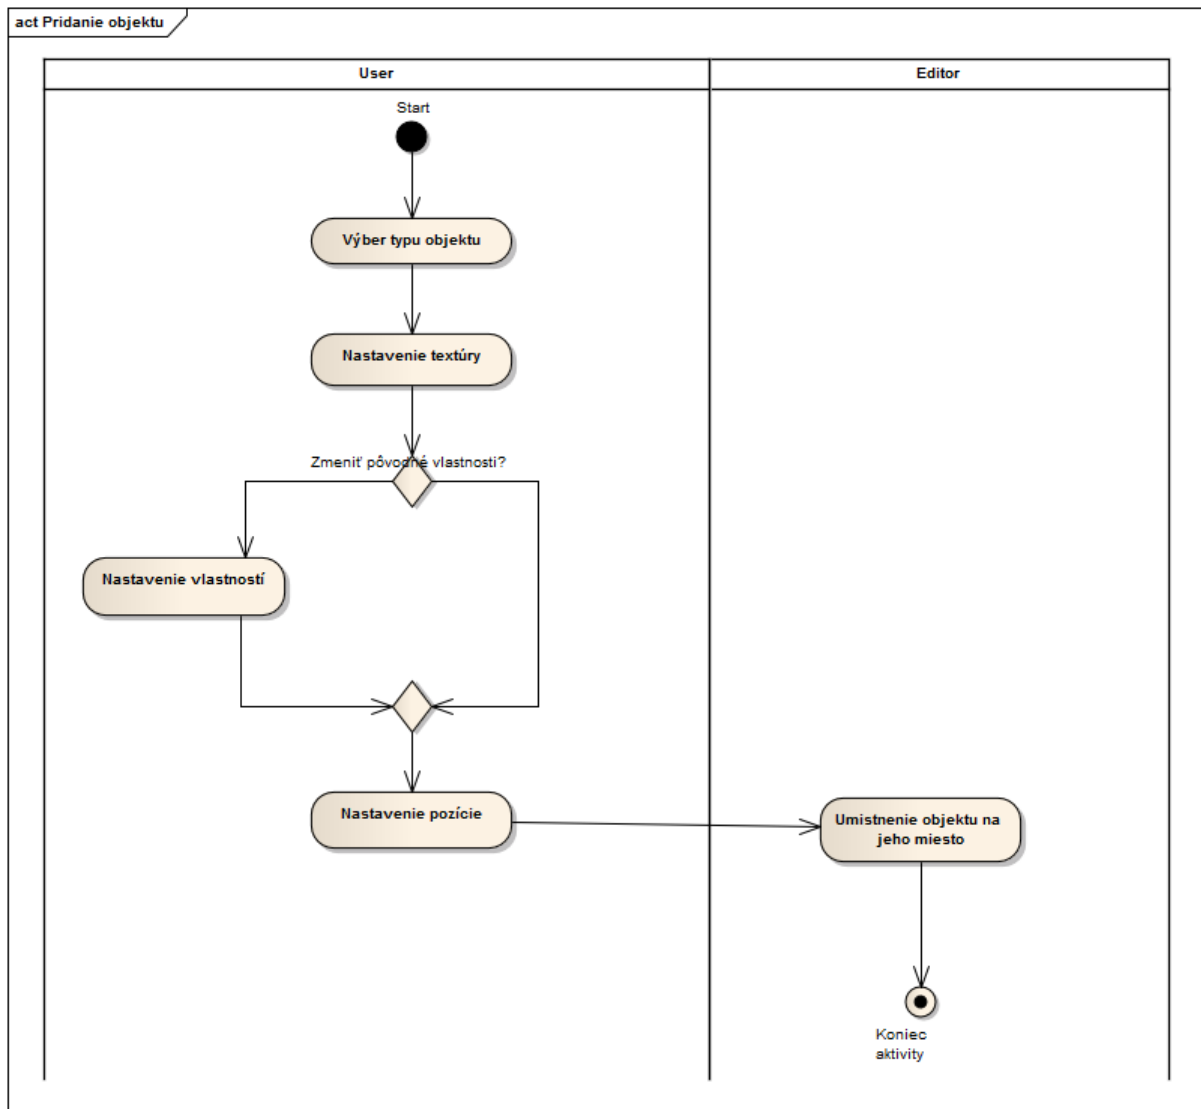 act Pridanie objektu
User
Editor
Start
Výber typu objektu
Nastavenie textúry
Zmeniť pôvodné vlastnosti?
Nastavenie vlastností
Nastavenie pozície
Umistnenie objektu na
jeho miesto
Koniec
aktivity